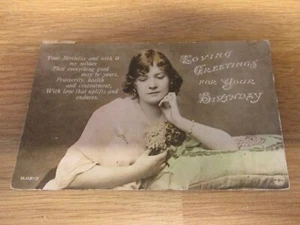 Your Birthday and with it
my wishes
That everything good
may be yours,
Prosperity, health
and contentment,
With love that uplifts and
endures.
LOVING
GREETINGS
FOR YOUR
BIRTHDAY